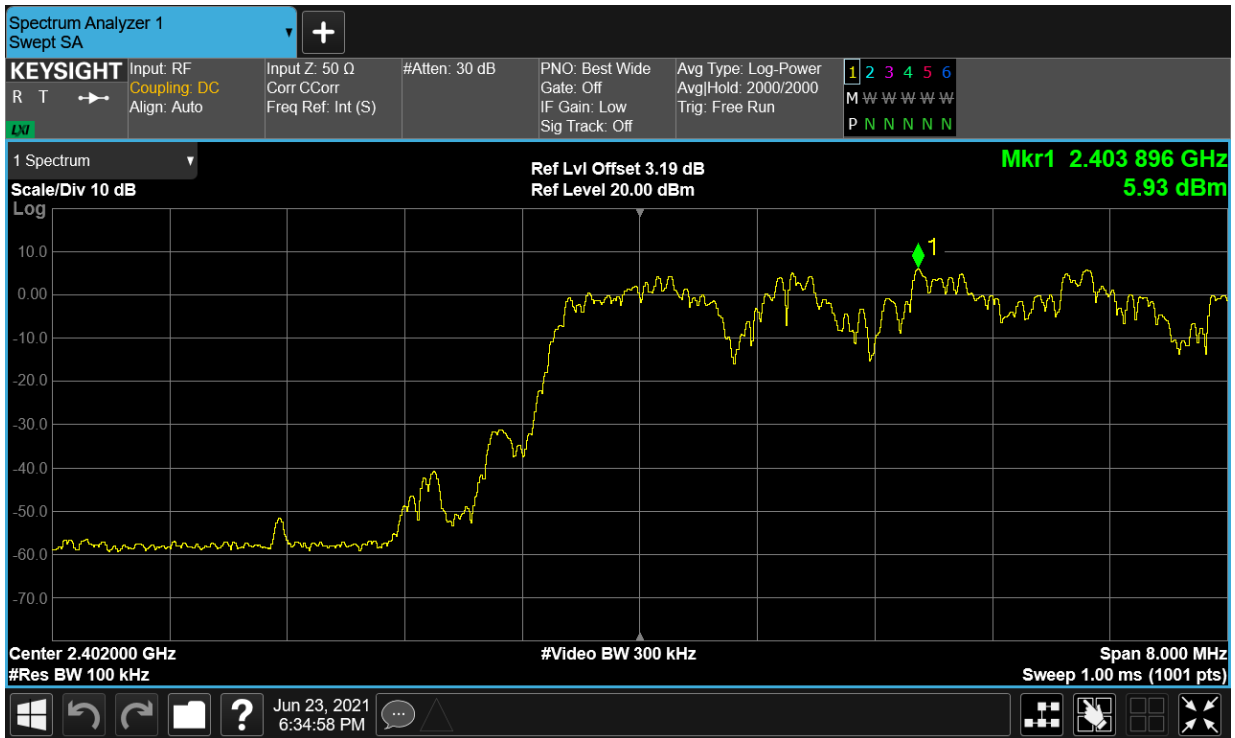 Spectrum Analyzer 1
Swept SA
KEYSIGHT
R T
LXI
Input: RF
Coupling: DC
Align: Auto
Input Z: 50 Ω
Corr CCorr
Freq Ref: Int (S)
#Atten: 30 dB
PNO: Best Wide
Gate: Off
IF Gain: Low
Sig Track: Off
Avg Type: Log-Power
Avg|Hold: 2000/2000
Trig: Free Run
1 2 3 4 5 6
M W W W W W
P N N N N N
1 Spectrum
Scale/Div 10 dB
Log
Ref Lvl Offset 3.19 dB
Ref Level 20.00 dBm
Mkr1 2.403 896 GHz
5.93 dBm
1
10.0
0.00
-10.0
-20.0
-30.0
-40.0
-50.0
-60.0
-70.0
Center 2.402000 GHz
#Res BW 100 kHz
#Video BW 300 kHz
Span 8.000 MHz
Sweep 1.00 ms (1001 pts)
?
Jun 23, 2021
6:34:58 PM